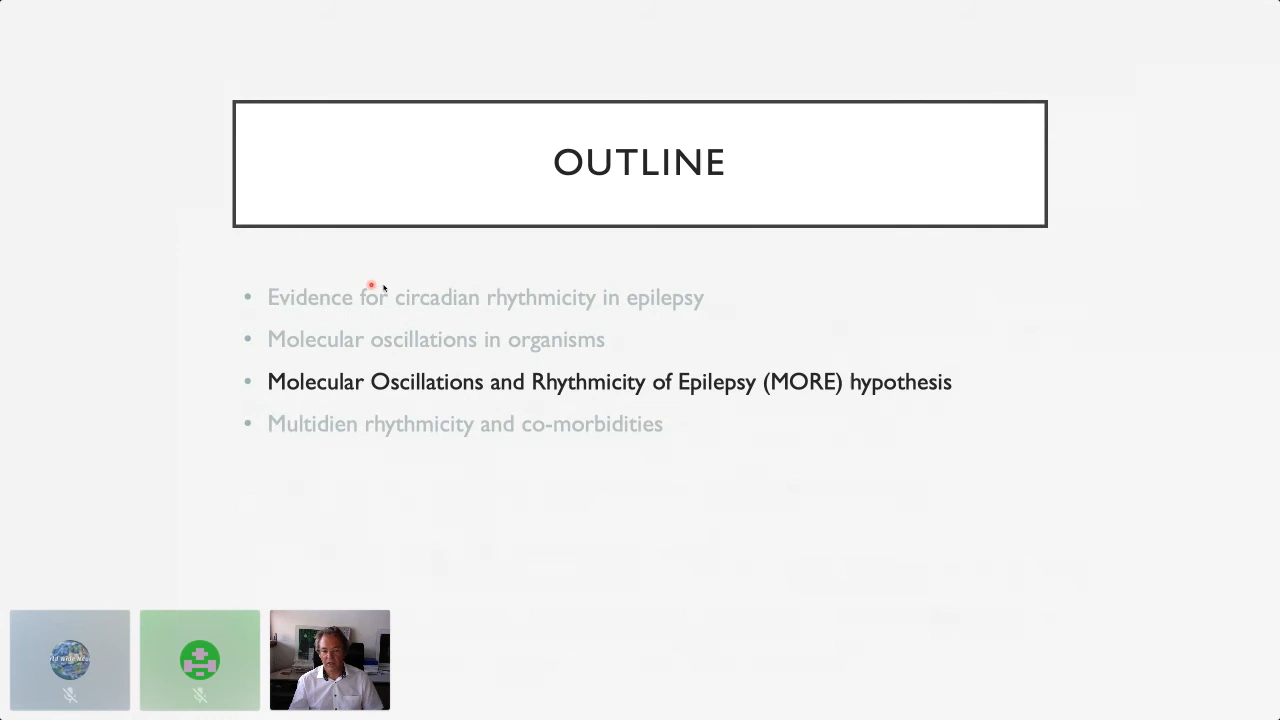 OUTLINE
• Evidence for circadian rhythmicity in epilepsy
• Molecular oscillations in organisms
• Molecular Oscillations and Rhythmicity of Epilepsy (MORE) hypothesis
• Multidien rhythmicity and co-morbidities